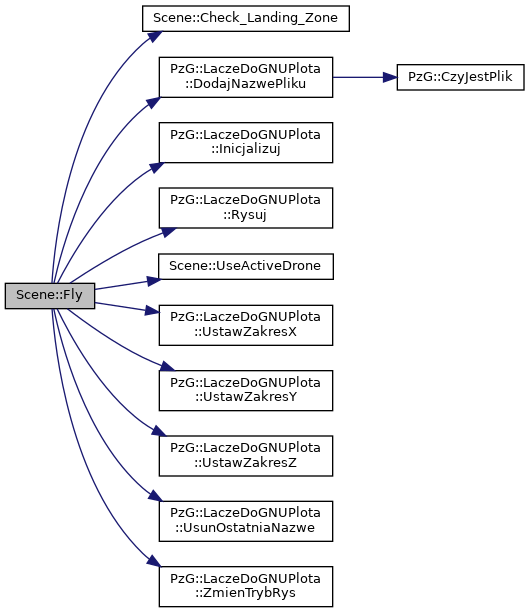 Scene::Check_Landing_Zone
PzG::LaczeDoGNUPlota
::DodajNazwePliku
PzG::CzyJestPlik
PzG::LaczeDoGNUPlota
::Inicjalizuj
PzG::LaczeDoGNUPlota
::Rysuj
Scene::UseActiveDrone
Scene::Fly
PzG::LaczeDoGNUPlota
::UstawZakresX
PzG::LaczeDoGNUPlota
::UstawZakresY
PzG::LaczeDoGNUPlota
::UstawZakresZ
PzG::LaczeDoGNUPlota
::UsunOstatniaNazwe
PzG::LaczeDoGNUPlota
::ZmienTrybRys